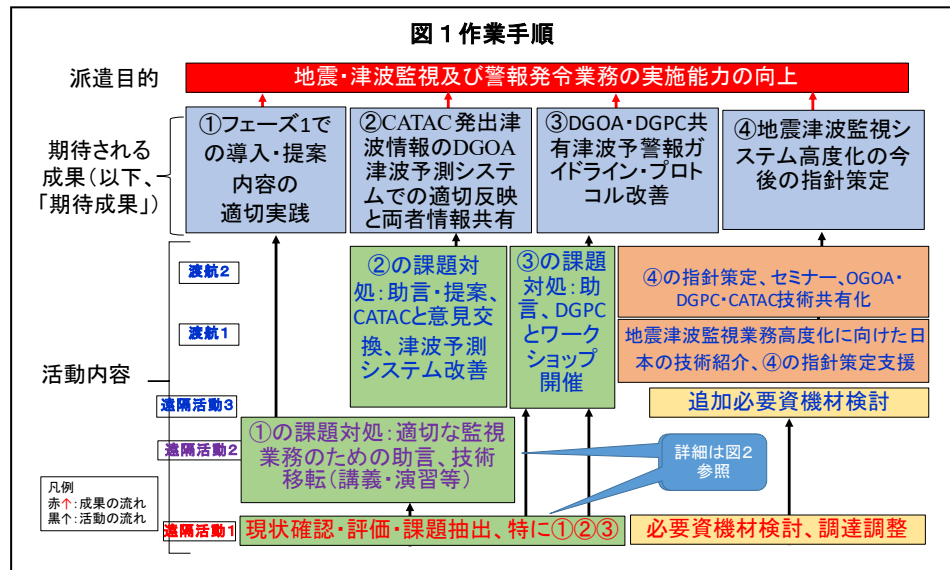 図１作業手順
派遣目的
地震・津波監視及び警報発令業務の実施能力の向上
期待される
成果（以下、
「期待成果」）
①フェーズ1で
の導入・提案
内容の
適切実践
②CATAC発出津
波情報のDGOA
津波予測システ
ムでの適切反映
と両者情報共有
③DGOA・DGPC共
有津波予警報ガ
イドライン・プロト
コル改善
④地震津波監視シ
ステム高度化の今
後の指針策定
活動内容
渡航２
渡航１
遠隔活動３
遠隔活動２
遠隔活動１
②の課題対
処：助言・提案、
CATACと意見交
換、津波予測
システム改善
③の課題
対処：助
言、DGPC
とワーク
ショップ
開催
④の指針策定、セミナー、OGOA・
DGPC・CATAC技術共有化
地震津波監視業務高度化に向けた日
本の技術紹介、④の指針策定支援
追加必要資機材検討
①の課題対処：適切な監視
業務のための助言、技術
移転（講義・演習等）
詳細は図２
参照
凡例
赤↑：成果の流れ
黒↑：活動の流れ
現状確認・評価・課題抽出、特に①②③
必要資機材検討、調達調整